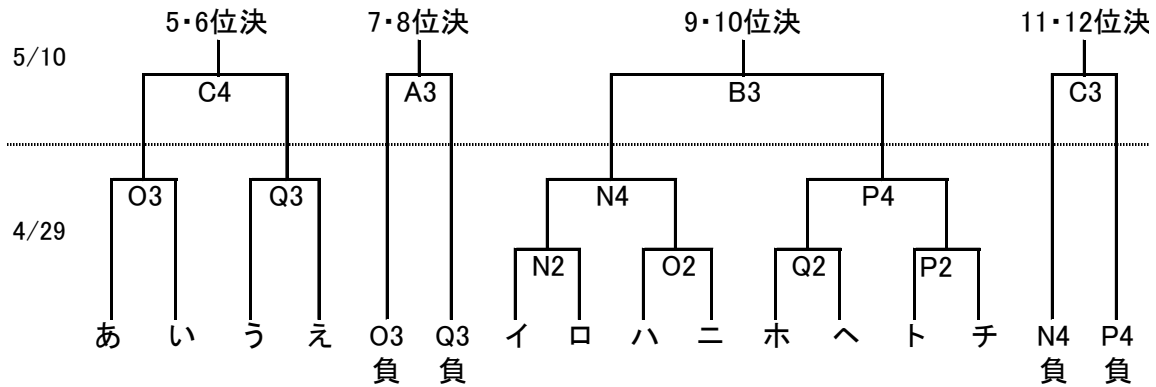 5・6位決 7・8位決 9・10位決 11・12位決
5/10
C4 A3 B3 C3
O3 Q3 N4 P4
4/29
N2 O2 Q2 P2
あ い う え O3 Q3 イ ロ ハ ニ ホ ヘ ト チ N4 P4
負 負 負 負